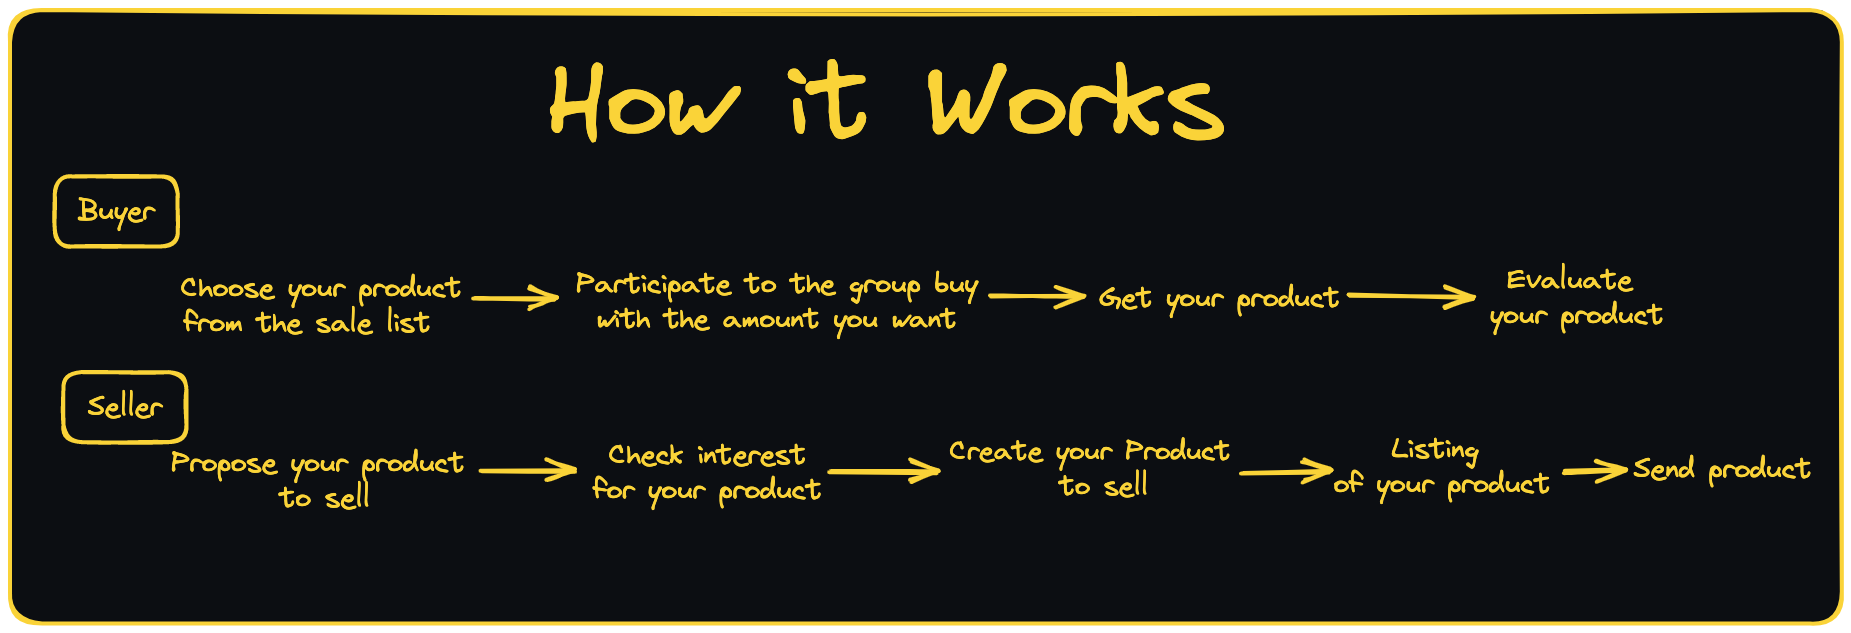 How it Works
Buyer
Choose your product
from the sale list
Participate to the group buy
with the amount you want
Get your product
Evaluate
your product
Seller
Propose your product
to sell
Check interest
for your product
Create your Product
to sell
Listing
of your product
Send product